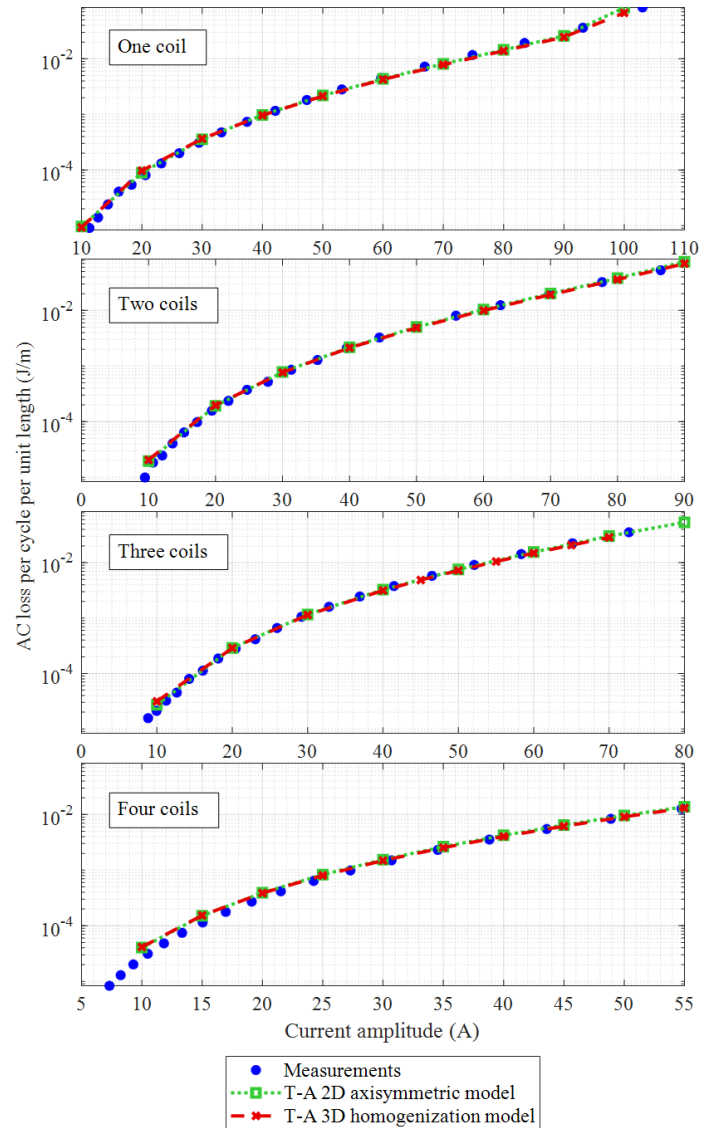 One coil
10⁻²
10⁻⁴
10 20 30 40 50 60 70 80 90 100 110
Two coils
10⁻²
10⁻⁴
0 10 20 30 40 50 60 70 80 90
AC loss per cycle per unit length (J/m)
Three coils
10⁻²
10⁻⁴
0 10 20 30 40 50 60 70 80
Four coils
10⁻²
10⁻⁴
5 10 15 20 25 30 35 40 45 50 55
Current amplitude (A)
Measurements
T-A 2D axisymmetric model
T-A 3D homogenization model